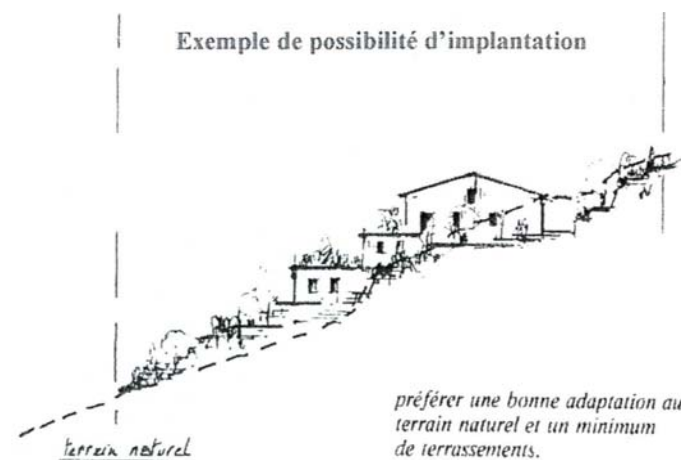 Exemple de possibilité d'implantation
préférer une bonne adaptation au
terrain naturel et un minimum
de terrassements.
terrain naturel